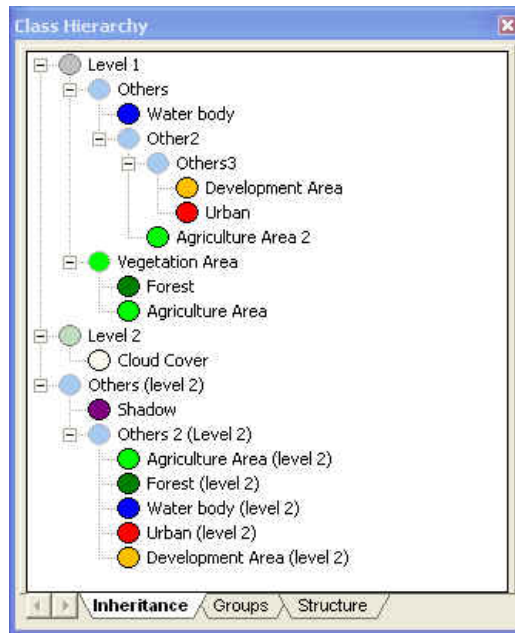 Class Hierarchy
Level 1
Others
Water body
Other2
Others3
Development Area
Urban
Agriculture Area 2
Vegetation Area
Forest
Agriculture Area
Level 2
Cloud Cover
Others (level 2)
Shadow
Others 2 (Level 2)
Agriculture Area (level 2)
Forest (level 2)
Water body (level 2)
Urban (level 2)
Development Area (level 2)
Inheritance Groups Structure